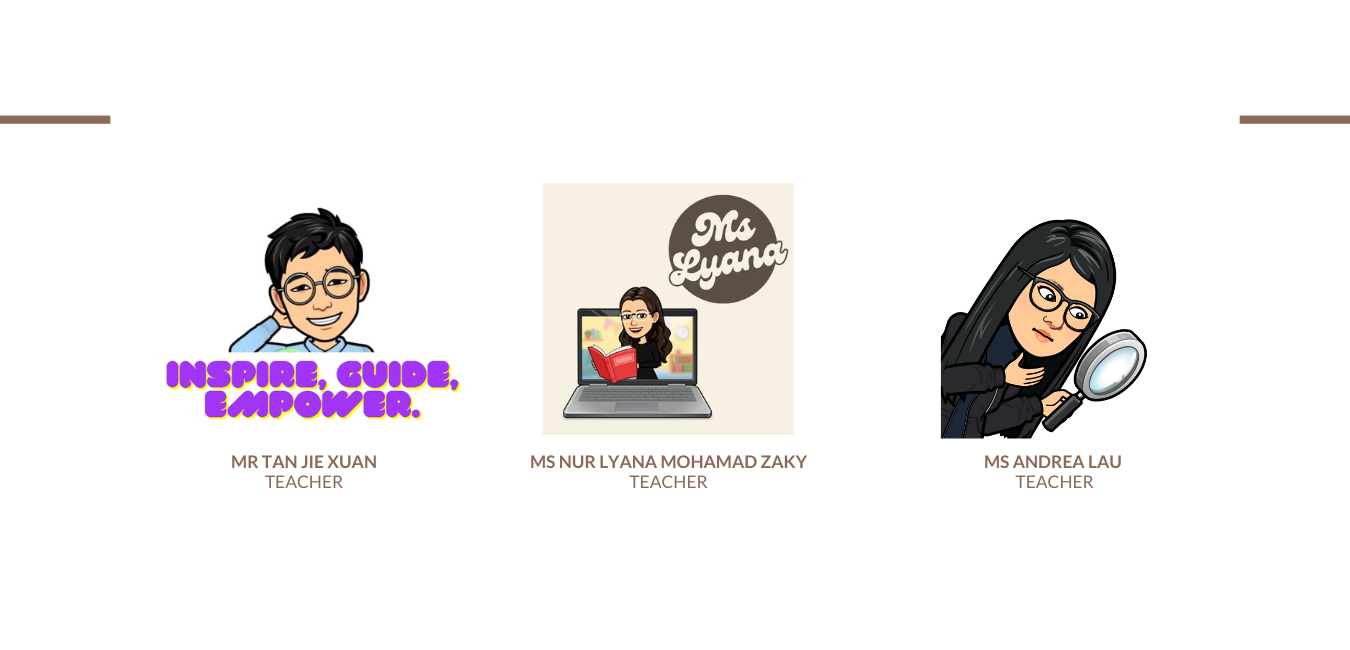 Ms
Lyana
INSPIRE, GUIDE,
EMPOWER.
MR TAN JIE XUAN
TEACHER
MS NUR LYANA MOHAMAD ZAKY
TEACHER
MS ANDREA LAU
TEACHER